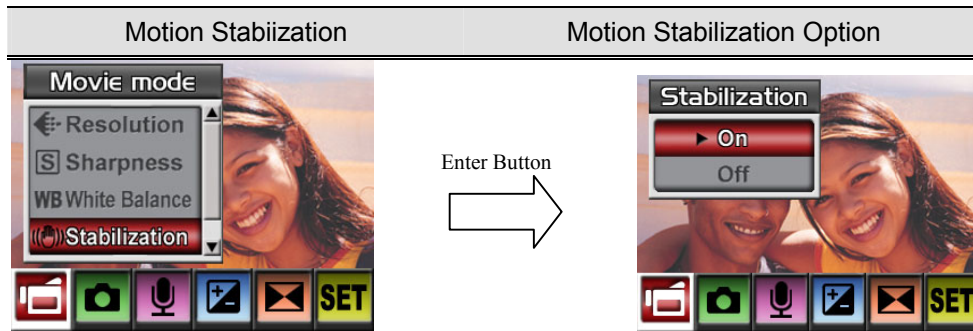 Motion Stabiization
Motion Stabilization Option
Movie mode
Resolution
S Sharpness
WB White Balance
Stabilization
SET
Enter Button
Stabilization
On
Off
SET